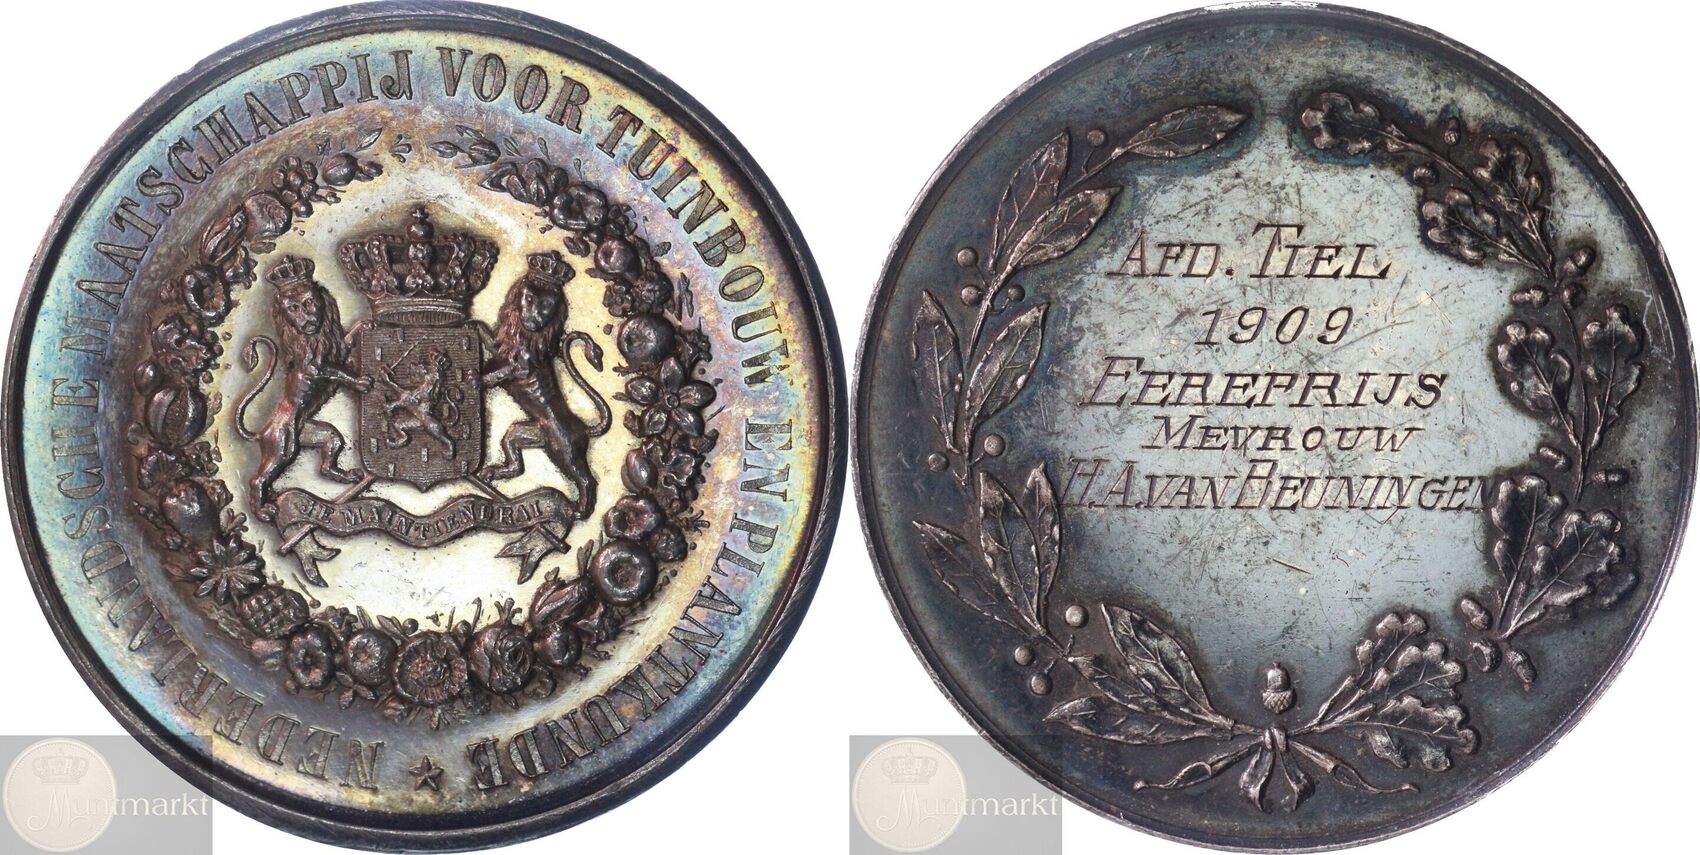 NEDERLANDSCHE MAATSCHAPPIJ VOOR TUINBOUW EN PLANTKUNDE
JE MAINTIENDRAI
AFD. TIEL
1909
EEREPRIJS
MEVROUW
H.A. VAN BEUNINGEN
Muntmarkt
Muntmarkt